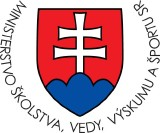 MINISTERSTVO ŠKOLSTVA, VEDY, VÝSKUMU A ŠPORTU SR